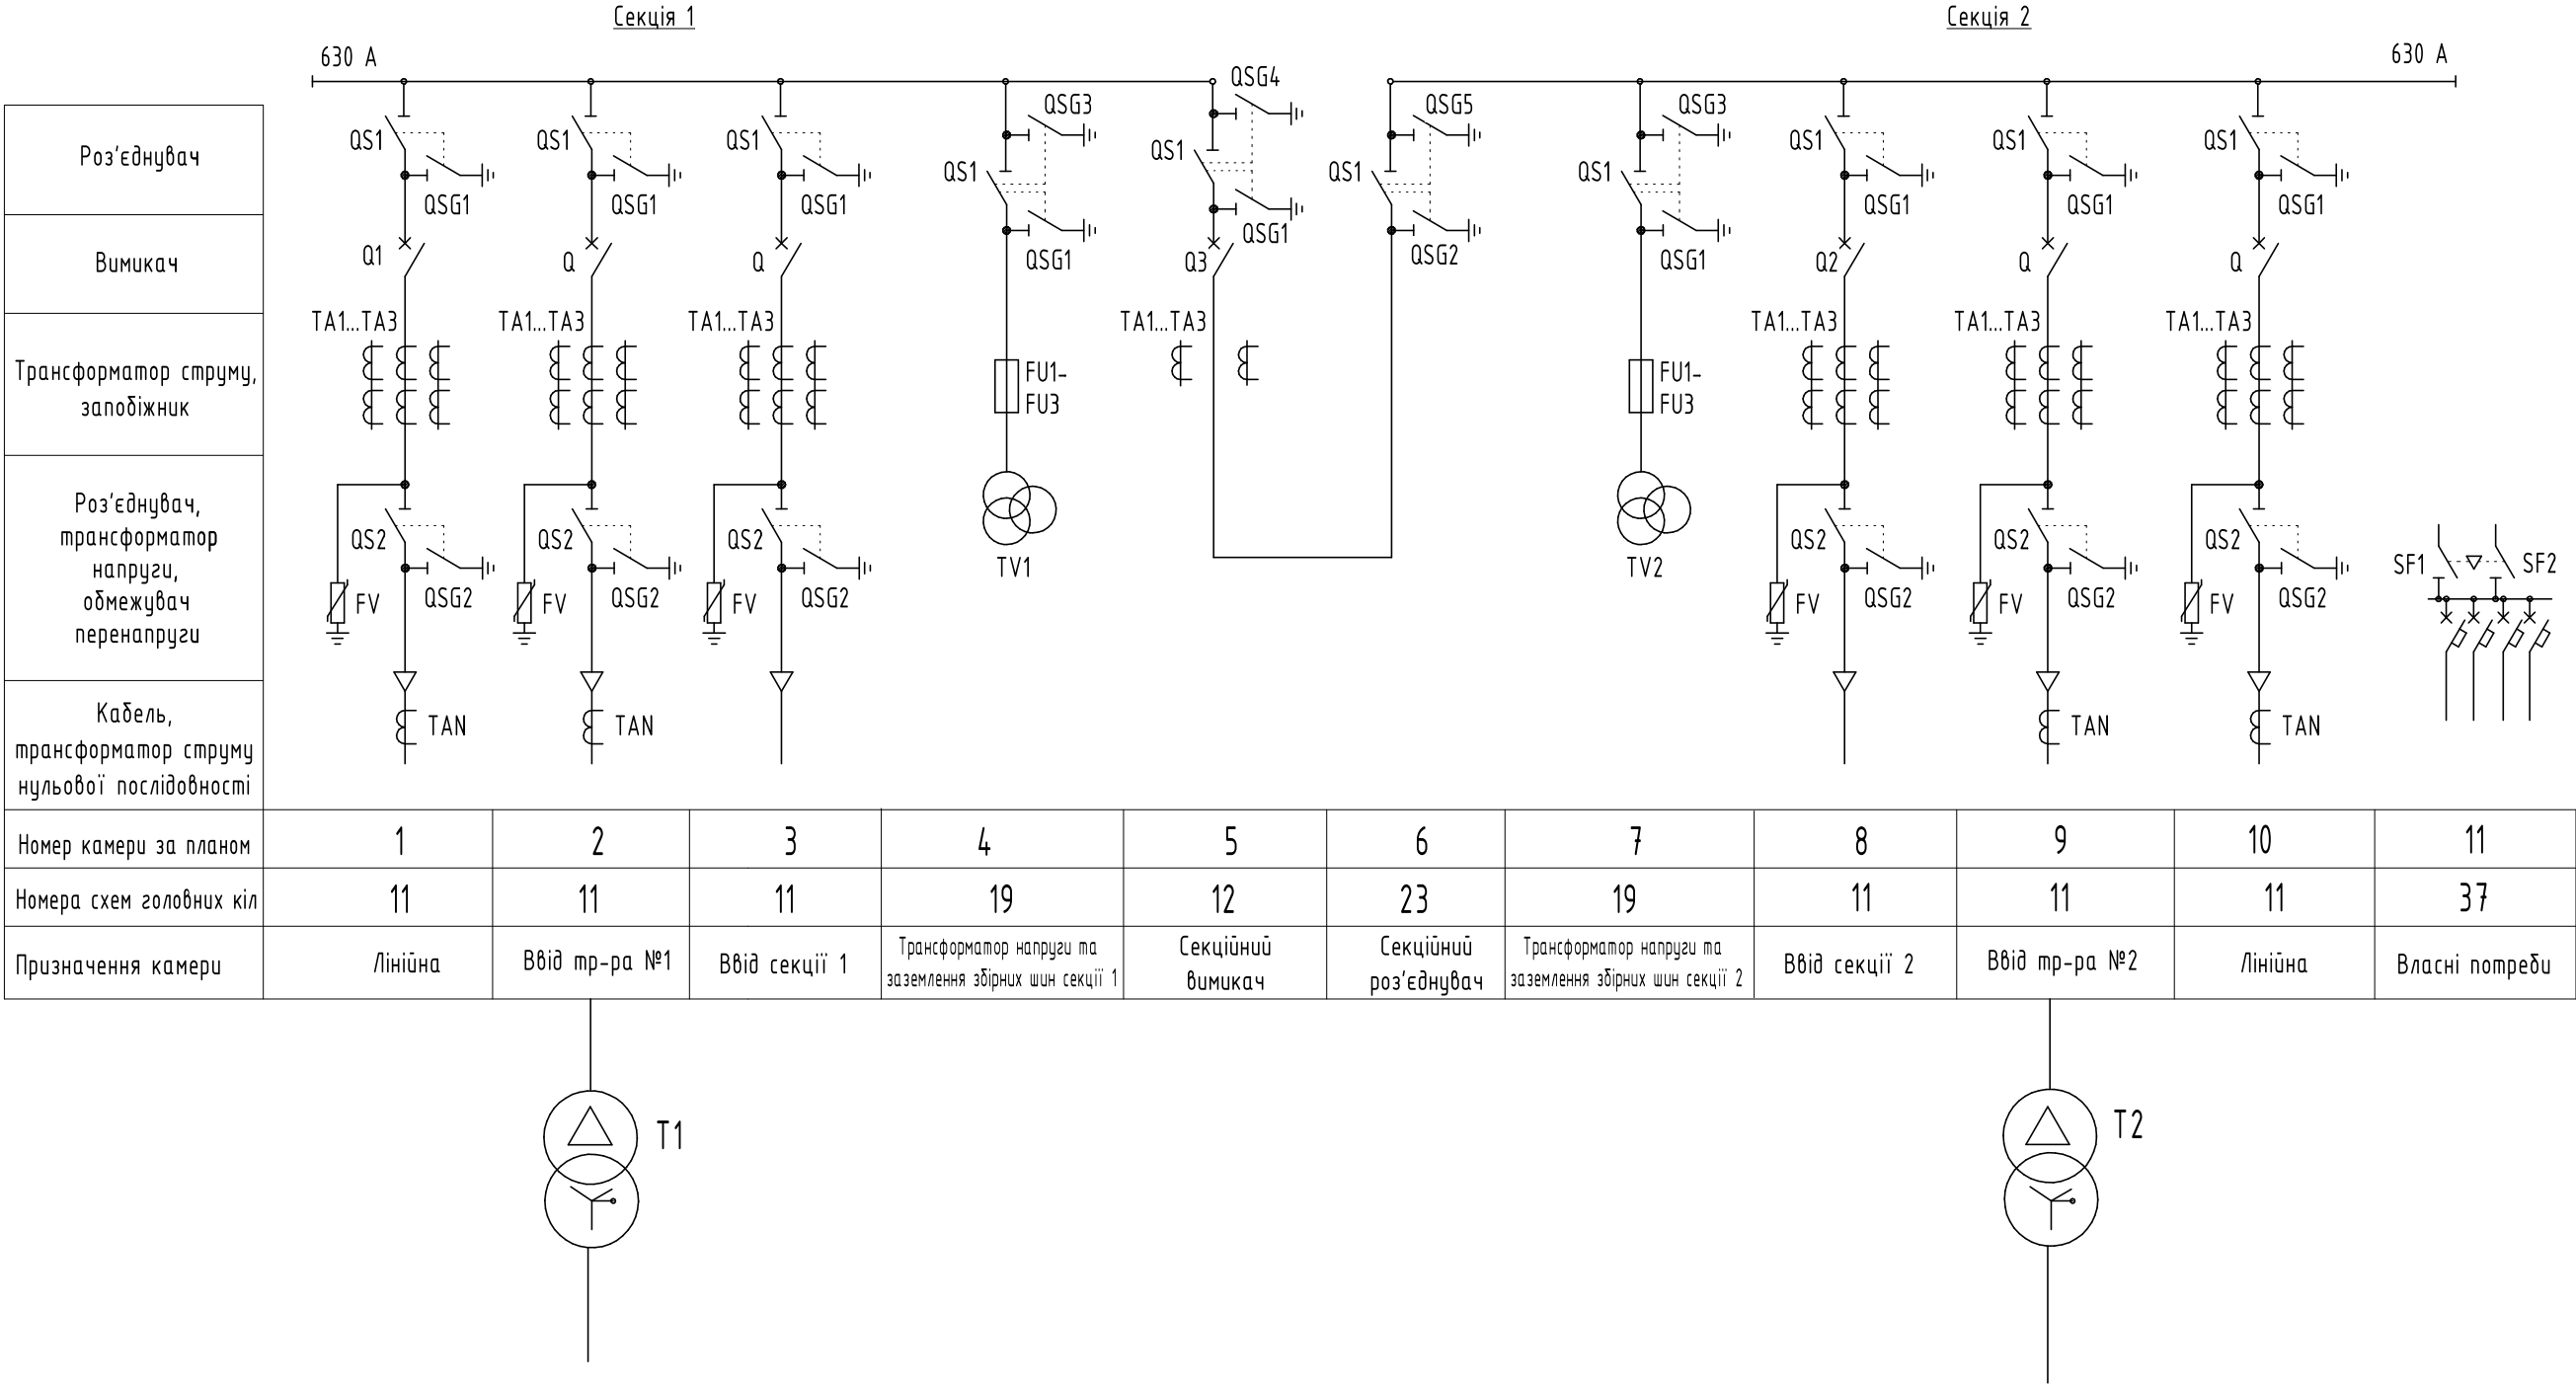 Секція 1
Секція 2
630 А
630 А
QSG4
QSG3
QSG5
QSG3
Роз'єднувач
QS1
QS1
QS1
QS1
QS1
QS1
QS1
QS1
QS1
QS1
QSG1
QSG1
QSG1
QSG1
QSG1
QSG2
QSG1
QSG1
QSG1
QSG1
Вимикач
Q1
Q
Q
Q3
Q2
Q
Q
ТА1...ТА3
ТА1...ТА3
ТА1...ТА3
ТА1...ТА3
ТА1...ТА3
ТА1...ТА3
ТА1...ТА3
Трансформатор струму,
запобіжник
FU1-
FU3
FU1-
FU3
Роз'єднувач,
трансформатор
напруги,
обмежувач
перенапруги
QS2
QS2
QS2
TV1
TV2
QS2
QS2
QS2
SF1
SF2
FV
QSG2
FV
QSG2
FV
QSG2
FV
QSG2
FV
QSG2
FV
QSG2
Кабель,
трансформатор струму
нульової послідовності
TAN
TAN
TAN
TAN
Номер камери за планом
1
2
3
4
5
6
7
8
9
10
11
Номера схем головних кіл
11
11
11
19
12
23
19
11
11
11
37
Призначення камери
Лінійна
Ввід тр-ра №1
Ввід секції 1
Трансформатор напруги та
заземлення збірних шин секції 1
Секційний
вимикач
Секційний
роз'єднувач
Трансформатор напруги та
заземлення збірних шин секції 2
Ввід секції 2
Ввід тр-ра №2
Лінійна
Власні потреби
Т1
Т2